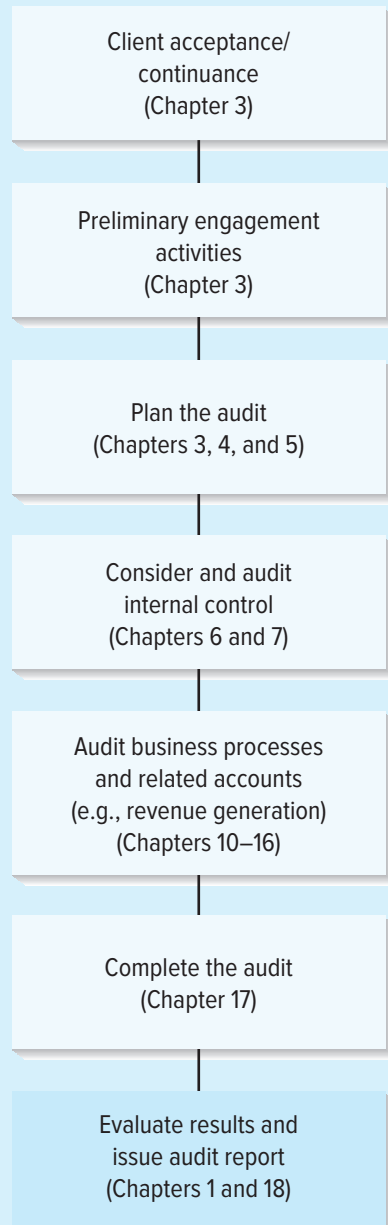 Client acceptance/
continuance
(Chapter 3)
Preliminary engagement
activities
(Chapter 3)
Plan the audit
(Chapters 3, 4, and 5)
Consider and audit
internal control
(Chapters 6 and 7)
Audit business processes
and related accounts
(e.g., revenue generation)
(Chapters 10–16)
Complete the audit
(Chapter 17)
Evaluate results and
issue audit report
(Chapters 1 and 18)